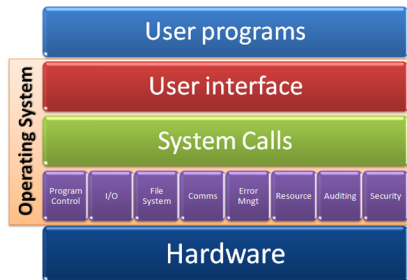 User programs
Operating System
User interface
System Calls
Program
Control
I/O
File
System
Comms
Error
Mngt
Resource
Auditing
Security
Hardware